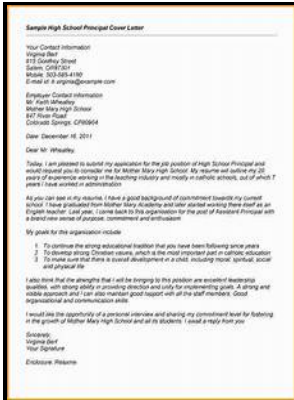 Sample High School Principal Cover Letter
Your Contact Information
Virginia Bert
815 Goolfrey Street
Salem, OR97301
Mobile: 503-585-4190
E-mail id: virginia@example.com
Employer Contact Information
Mr. Keith Wheatley
Mother Mary High School
847 River Road
Colorado Springs, CP80904
Date: December 16, 2011
Dear Mr. Wheatley,
Today, I am pleased to submit my application for the job position of High School Principal and
would request you to consider me for Mother Mary High School. My resume will outline my 20
years of experience working in the teaching industry and mostly in catholic schools, out of which 7
years I have worked in administration
As you can see in my resume, I have a good background of commitment towards my current
school. I have graduated from Mother Mary Academy and later started working there itself as an
English teacher. Last year, I came back to this organisation for the post of Assistant Principal with
a brand new sense of purpose, commitment and enthusiasm
My goals for this organization include
1 To continue the strong educational tradition that you have been following since years
2 To develop strong Christian values, which is the most important part in catholic education
3 To make sure that there is overall development in a child, including moral, spiritual, social
and physical life
I also think that the strengths that I will be bringing to this position are excellent leadership
qualities, with strong ability in providing direction and unity for implementing goals. A strong and
visible approach and I can also maintain good rapport with all the staff members. Good
organizational and communication skills.
I would like the opportunity of a personal interview and sharing my commitment level for fostering
in the growth of Mother Mary High School and all its students. I await a reply from you
Sincerely,
Virginia Bert
Your Signature
Enclosure: Resume